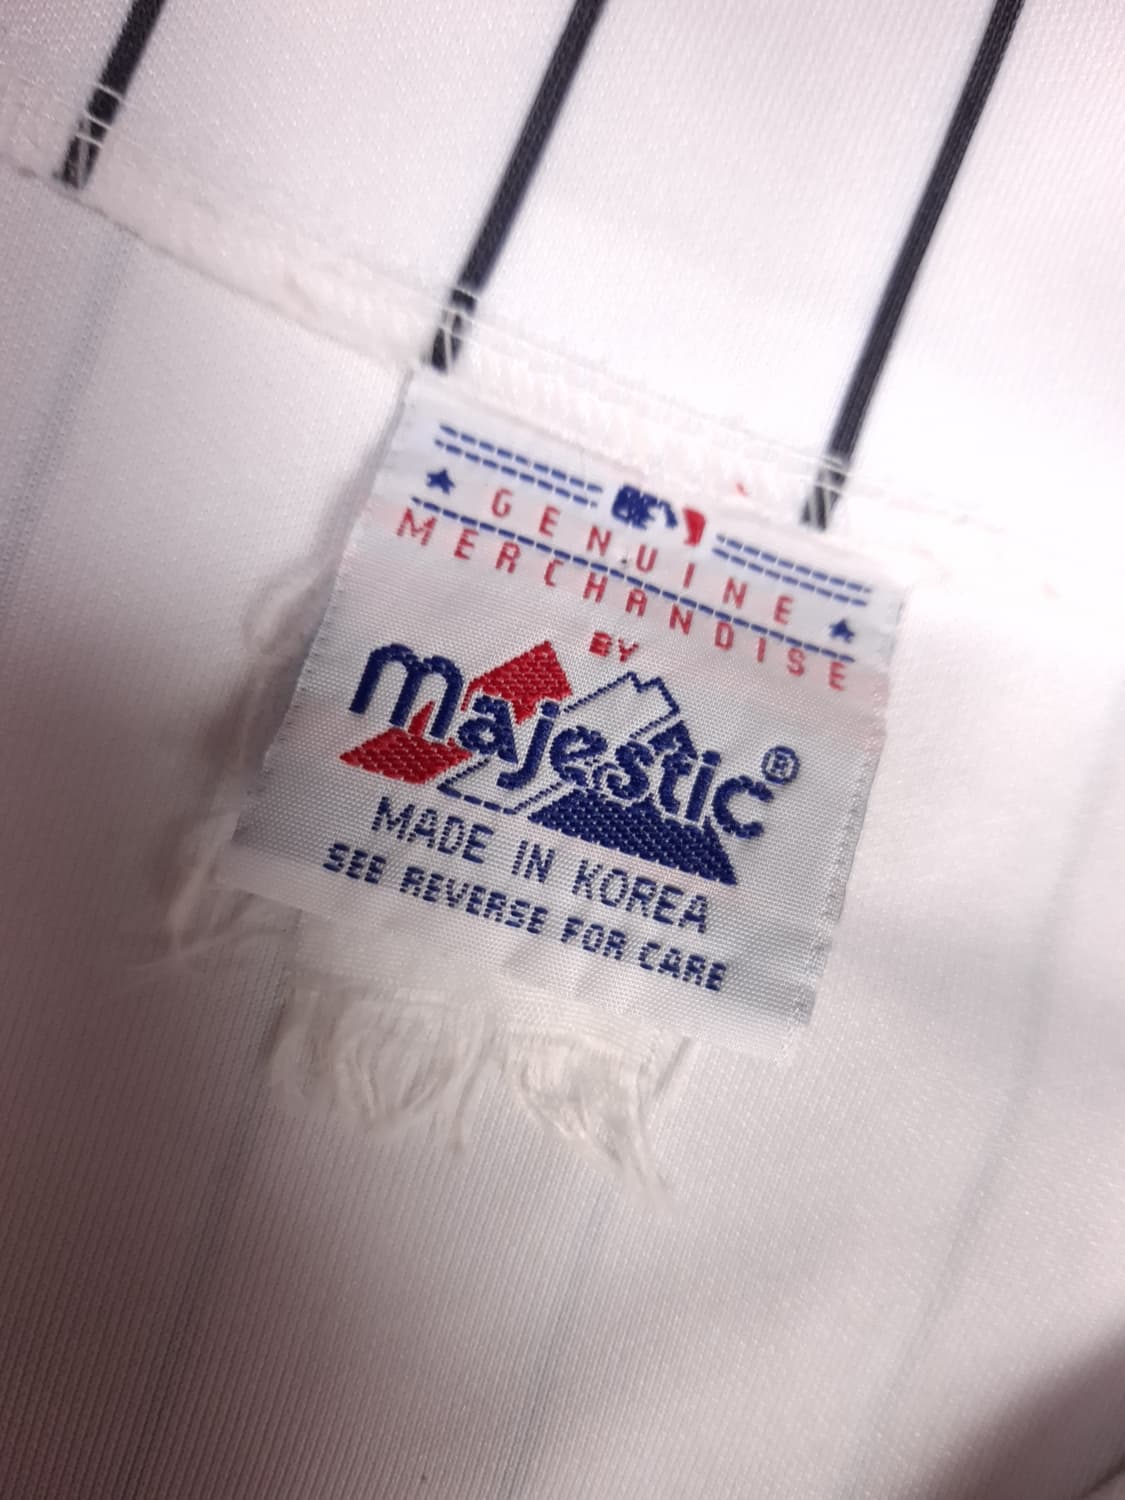 GENUINE
MERCHANDISE
BY
majestic®
MADE IN KOREA
SEE REVERSE FOR CARE